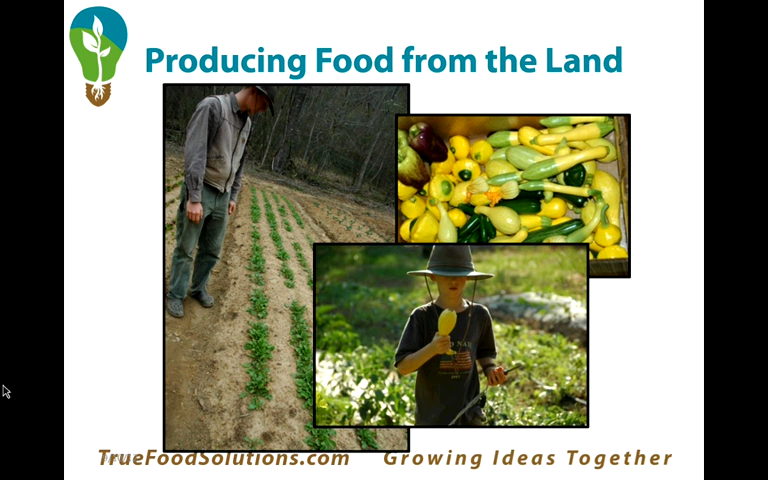 Producing Food from the Land
TrueFoodSolutions.com Growing Ideas Together